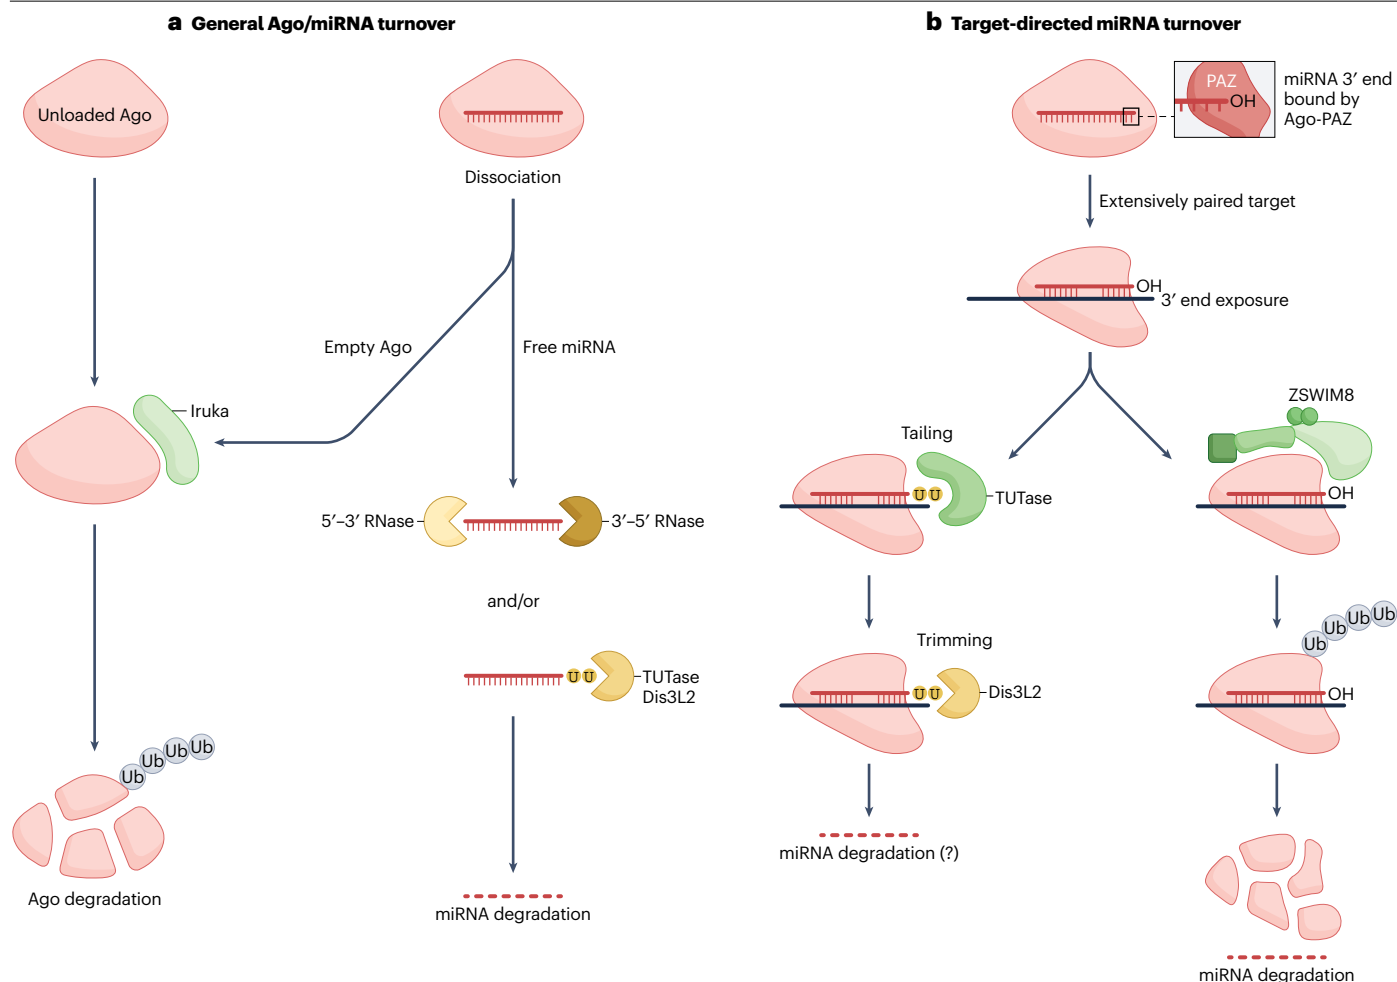 a General Ago/miRNA turnover
Unloaded Ago
Dissociation
Empty Ago
Free miRNA
Iruka
5′–3′ RNase
3′–5′ RNase
and/or
U U
TUTase
Dis3L2
Ub Ub Ub Ub
Ago degradation
miRNA degradation
b Target-directed miRNA turnover
PAZ
OH
miRNA 3′ end
bound by
Ago-PAZ
Extensively paired target
OH
3′ end exposure
Tailing
U U
TUTase
ZSWIM8
OH
Trimming
U U
Dis3L2
Ub Ub Ub Ub
OH
miRNA degradation (?)
miRNA degradation